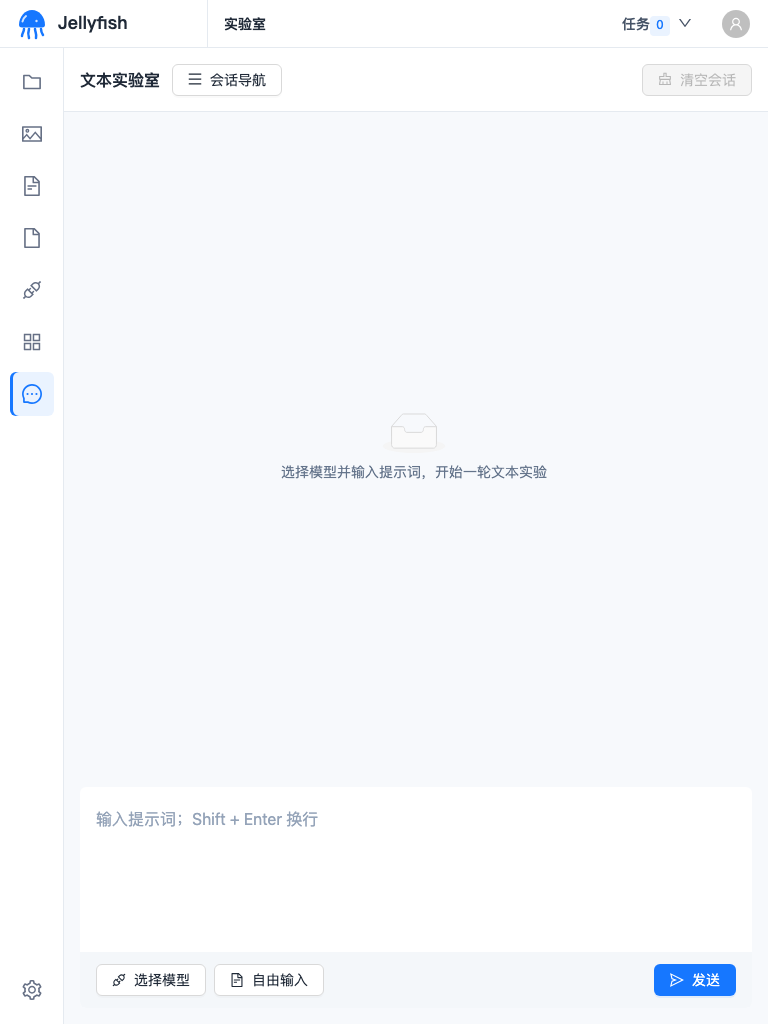 Jellyfish
实验室
任务 0
文本实验室
会话导航
清空会话
选择模型并输入提示词，开始一轮文本实验
输入提示词；Shift + Enter 换行
选择模型
自由输入
发送